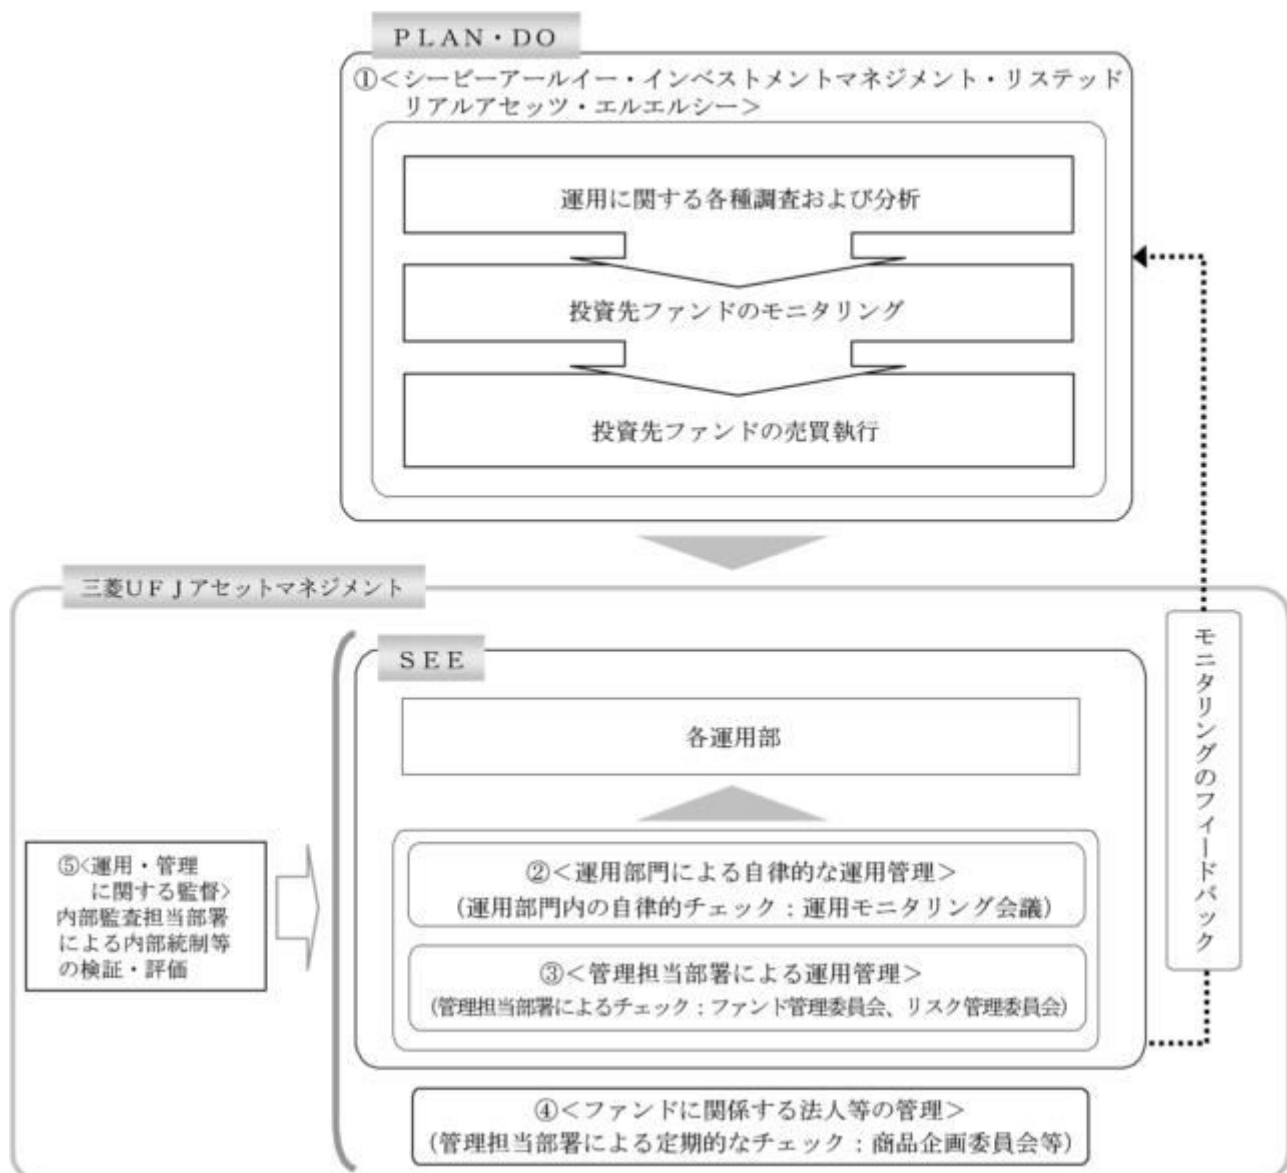 ＰＬＡＮ・ＤＯ
①＜シービーアールイー・インベストメントマネジメント・リステッド
リアルアセッツ・エルエルシー＞
運用に関する各種調査および分析
投資先ファンドのモニタリング
投資先ファンドの売買執行
三菱ＵＦＪアセットマネジメント
ＳＥＥ
各運用部
②＜運用部門による自律的な運用管理＞
（運用部門内の自律的チェック：運用モニタリング会議）
③＜管理担当部署による運用管理＞
（管理担当部署によるチェック：ファンド管理委員会、リスク管理委員会）
④＜ファンドに関係する法人等の管理＞
（管理担当部署による定期的なチェック：商品企画委員会等）
⑤＜運用・管理
に関する監督＞
内部監査担当部署
による内部統制等
の検証・評価
モニタリングのフィードバック